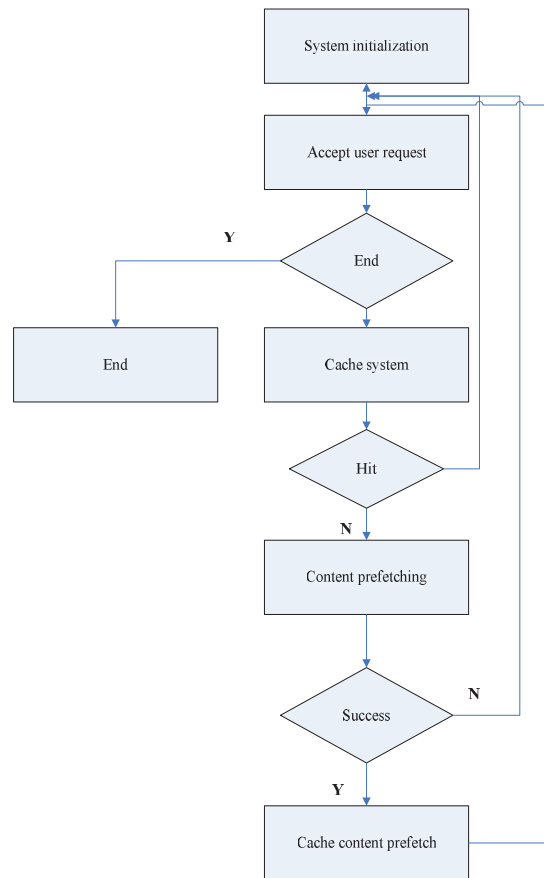 System initialization
Accept user request
Y
End
End
Cache system
Hit
N
Content prefetching
N
Success
Y
Cache content prefetch